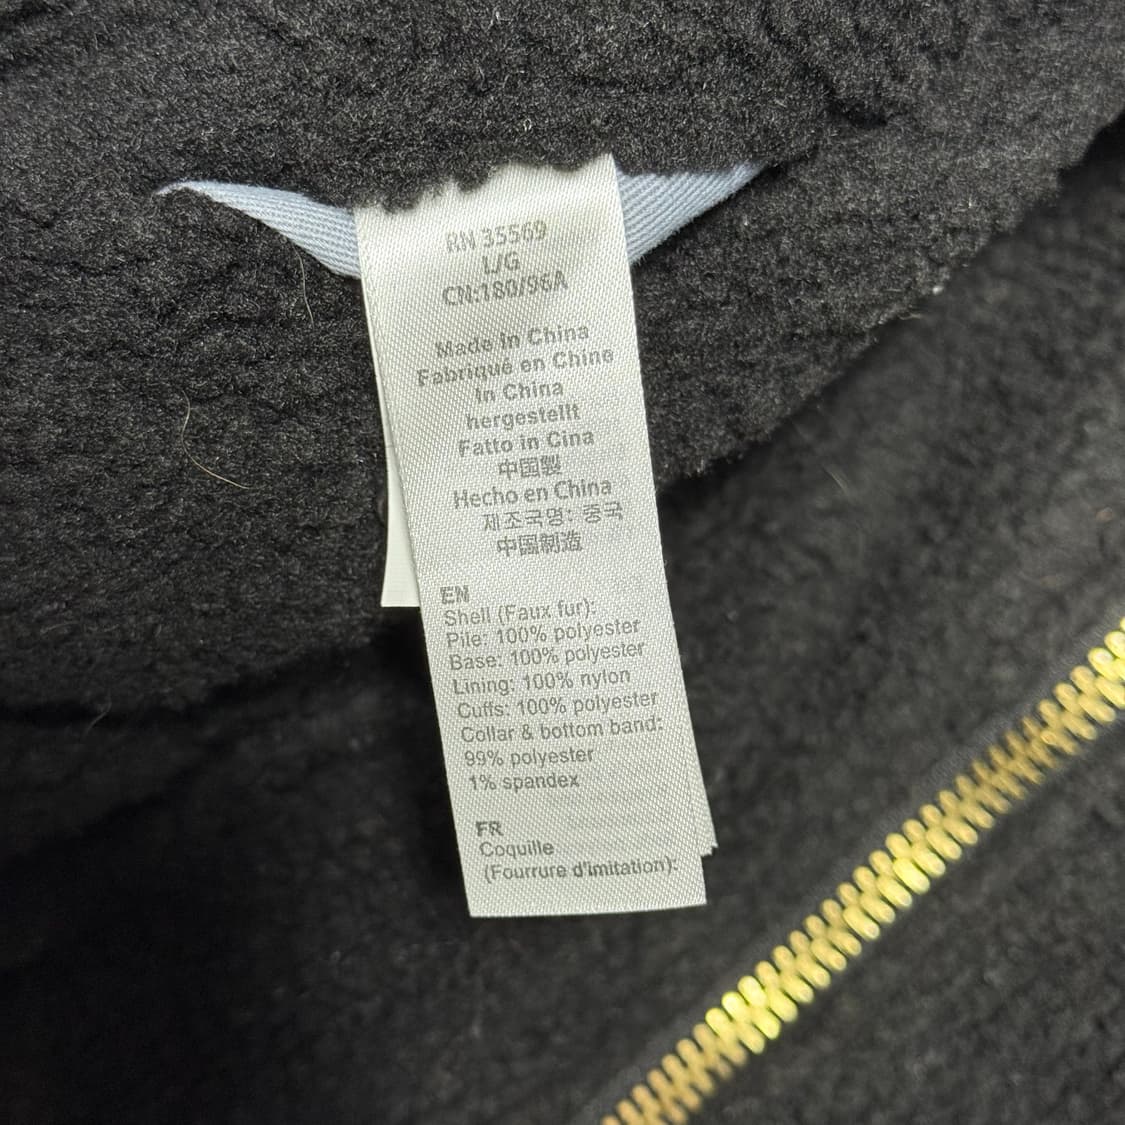 RN 35569
L/G
CN:180/96A
Made in China
Fabriqué en Chine
In China
hergestellt
Fatto in Cina
中国製
Hecho en China
제조국명: 중국
中国制造
EN
Shell (Faux fur):
Pile: 100% polyester
Base: 100% polyester
Lining: 100% nylon
Cuffs: 100% polyester
Collar & bottom band:
99% polyester
1% spandex
FR
Coquille
(Fourrure d'imitation):